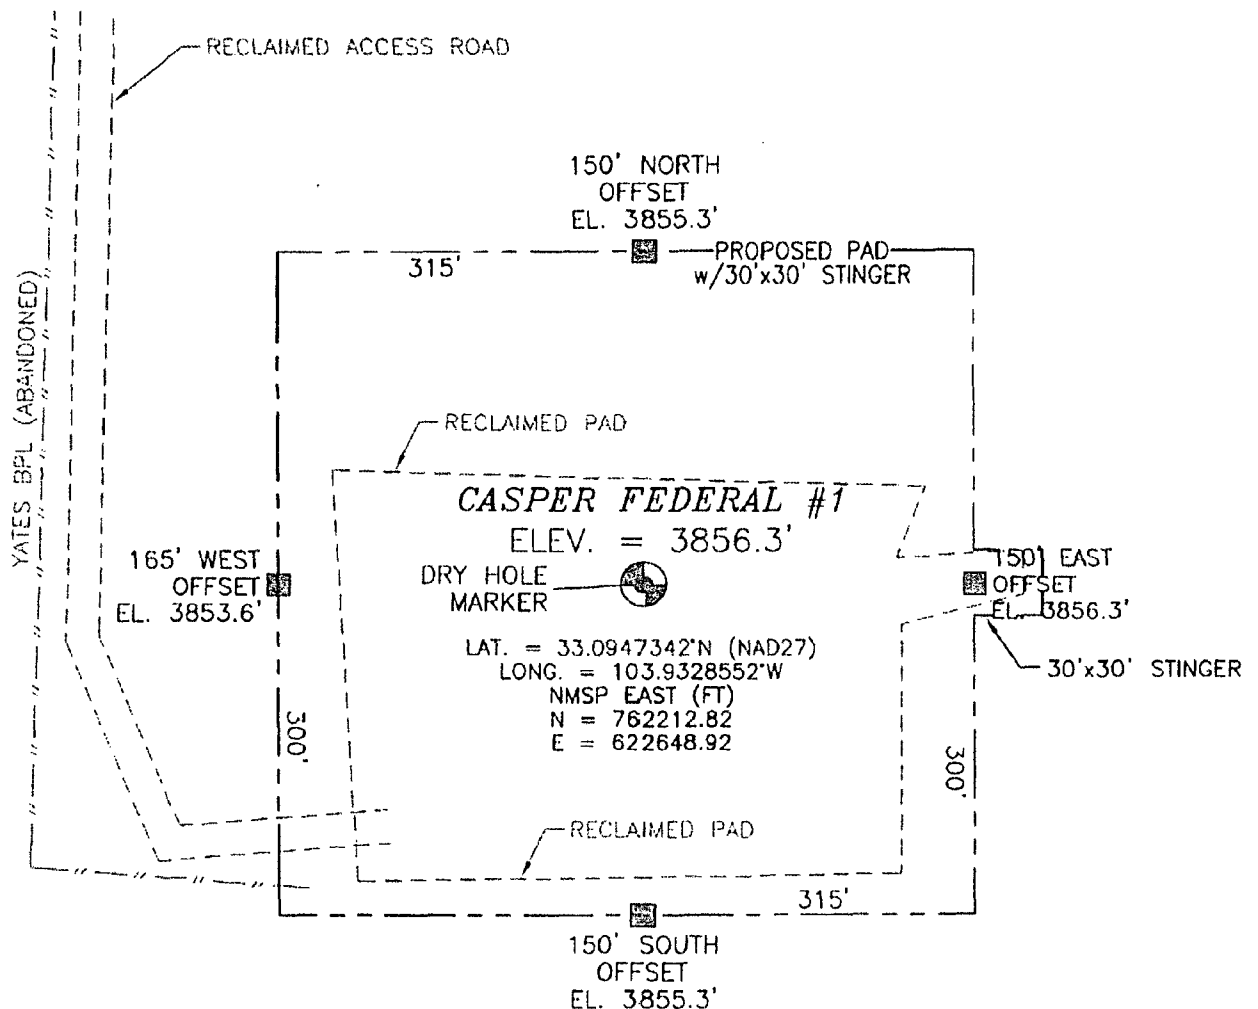 RECLAIMED ACCESS ROAD
150' NORTH
OFFSET
EL. 3855.3'
315'
PROPOSED PAD
w/30'x30' STINGER
YATES BPL (ABANDONED)
RECLAIMED PAD
CASPER FEDERAL #1
ELEV. = 3856.3'
165' WEST
OFFSET
EL. 3853.6'
DRY HOLE
MARKER
150' EAST
OFFSET
EL. 3856.3'
LAT. = 33.0947342°N (NAD27)
LONG. = 103.9328552°W
NMSP EAST (FT)
N = 762212.82
E = 622648.92
30'x30' STINGER
300'
300'
RECLAIMED PAD
315'
150' SOUTH
OFFSET
EL. 3855.3'